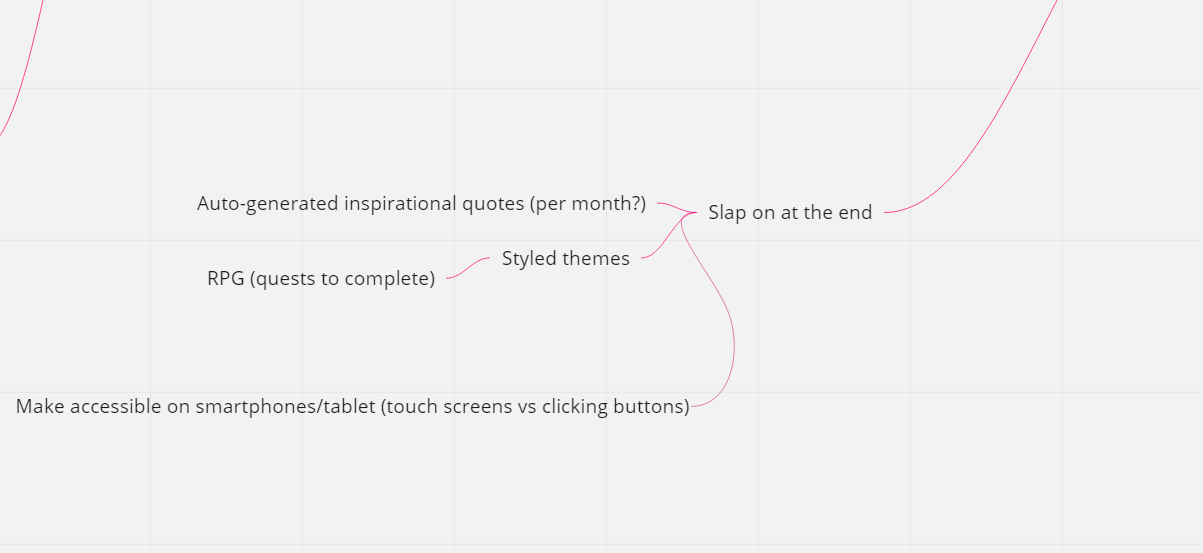 Auto-generated inspirational quotes (per month?)
Slap on at the end
Styled themes
RPG (quests to complete)
Make accessible on smartphones/tablet (touch screens vs clicking buttons)